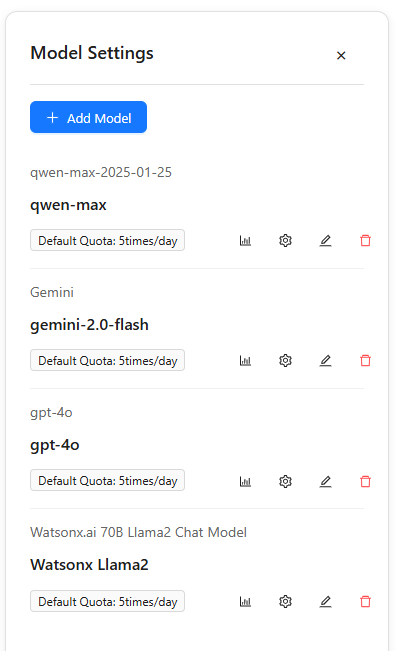 Model Settings
Add Model
qwen-max-2025-01-25
qwen-max
Default Quota: 5times/day
Gemini
gemini-2.0-flash
Default Quota: 5times/day
gpt-4o
gpt-4o
Default Quota: 5times/day
Watsonx.ai 70B Llama2 Chat Model
Watsonx Llama2
Default Quota: 5times/day